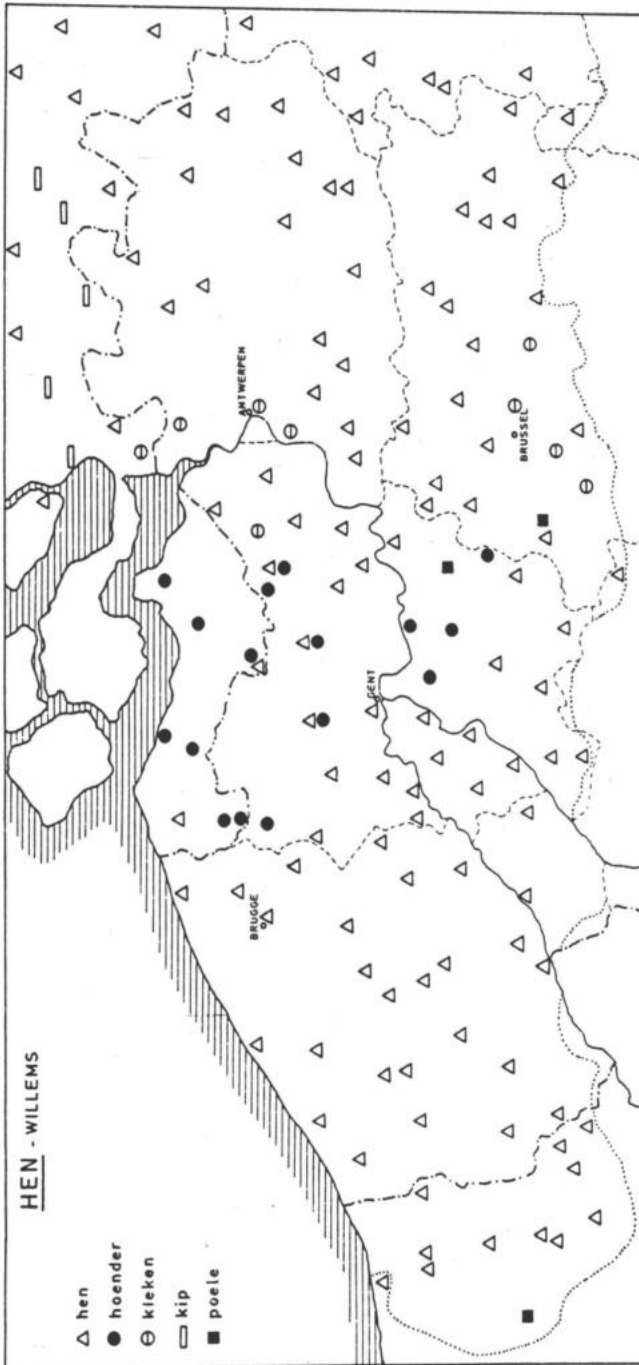 HEN - WILLEMS
hen
hoender
kieken
kip
poele
BRUGGE
GENT
ANTWERPEN
BRUSSEL